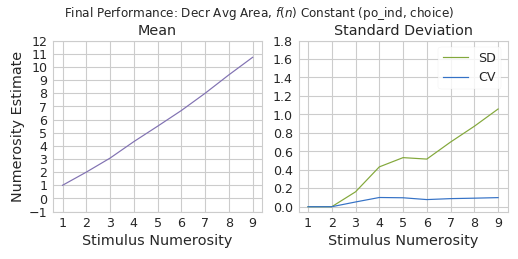 Final Performance: Decr Avg Area, f(n) Constant (po_ind, choice)
Mean
Standard Deviation
Numerosity Estimate
12
11
10
9
8
7
6
5
4
3
2
1
0
−1
1 2 3 4 5 6 7 8 9
Stimulus Numerosity
1.8
1.6
1.4
1.2
1.0
0.8
0.6
0.4
0.2
0.0
SD
CV
1 2 3 4 5 6 7 8 9
Stimulus Numerosity